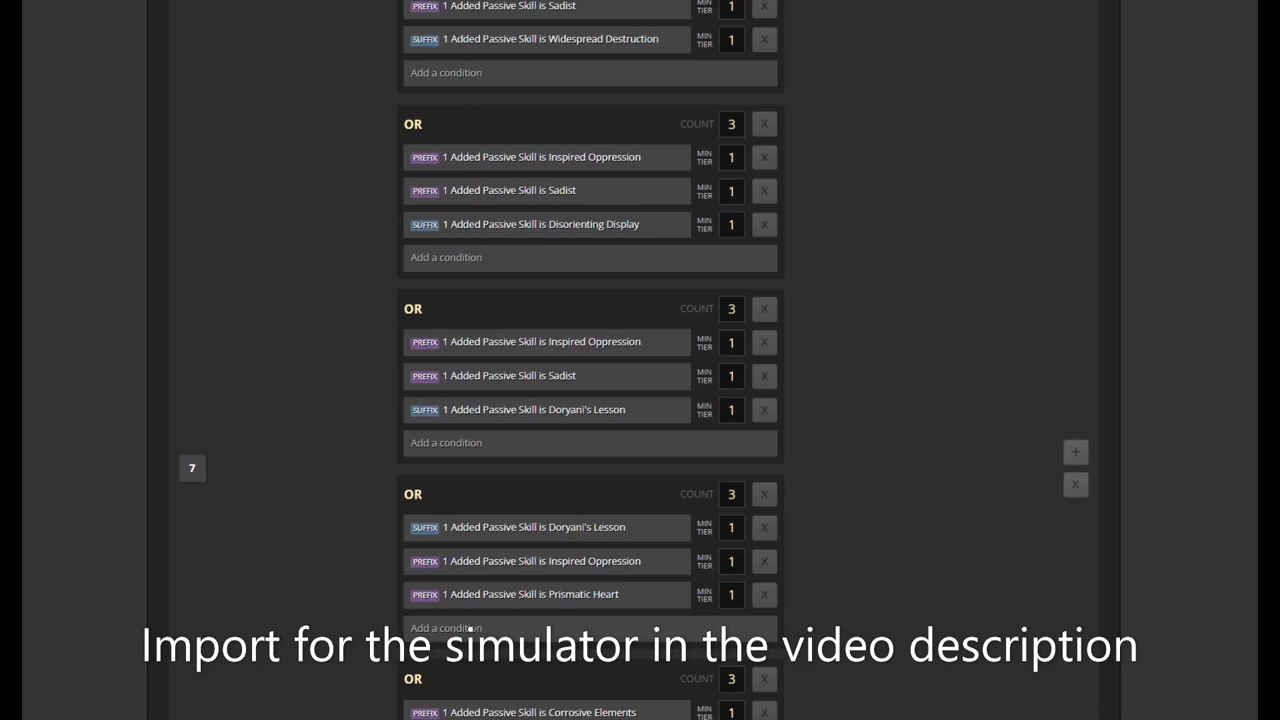 PREFIX 1 Added Passive Skill is Sadist MIN TIER 1 X
SUFFIX 1 Added Passive Skill is Widespread Destruction MIN TIER 1 X
Add a condition
OR COUNT 3 X
PREFIX 1 Added Passive Skill is Inspired Oppression MIN TIER 1 X
PREFIX 1 Added Passive Skill is Sadist MIN TIER 1 X
SUFFIX 1 Added Passive Skill is Disorienting Display MIN TIER 1 X
Add a condition
OR COUNT 3 X
PREFIX 1 Added Passive Skill is Inspired Oppression MIN TIER 1 X
PREFIX 1 Added Passive Skill is Sadist MIN TIER 1 X
SUFFIX 1 Added Passive Skill is Doryani's Lesson MIN TIER 1 X
Add a condition
+
7
X
OR COUNT 3 X
SUFFIX 1 Added Passive Skill is Doryani's Lesson MIN TIER 1 X
PREFIX 1 Added Passive Skill is Inspired Oppression MIN TIER 1 X
PREFIX 1 Added Passive Skill is Prismatic Heart MIN TIER 1 X
Add a condition
Import for the simulator in the video description
OR COUNT 3 X
PREFIX 1 Added Passive Skill is Corrosive Elements MIN TIER 1 X